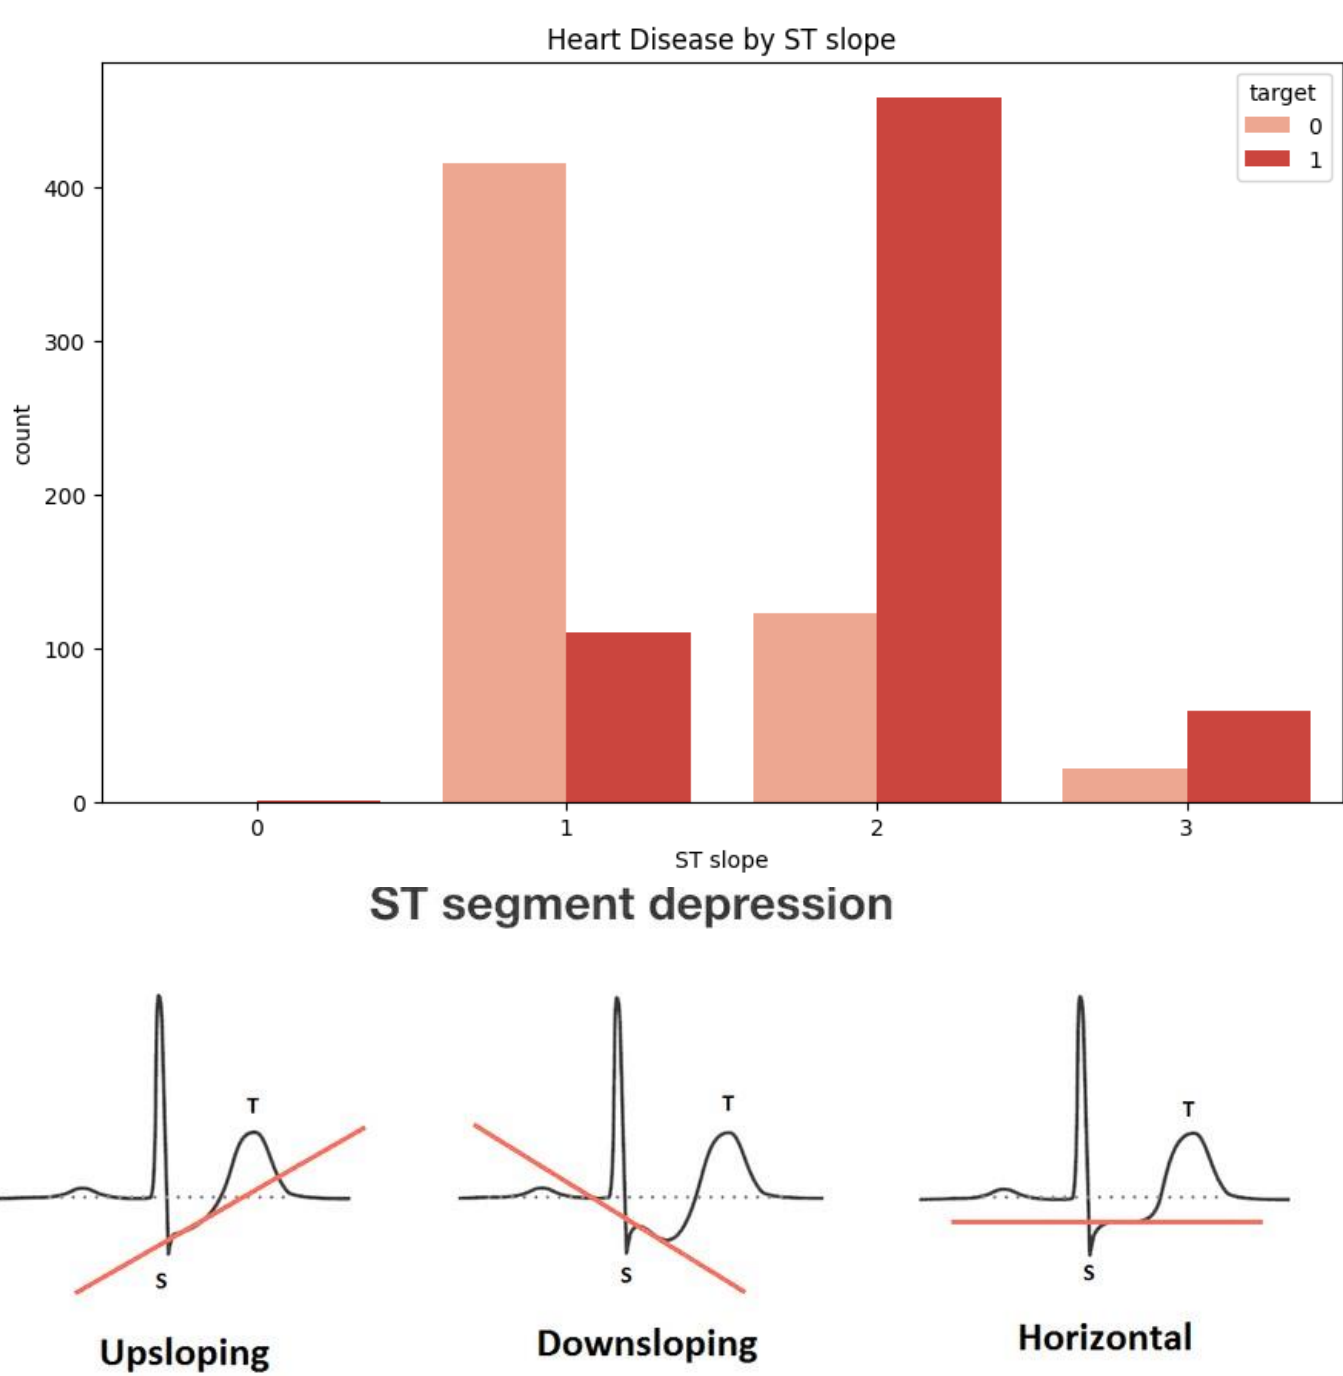 Heart Disease by ST slope
target
0
1
400
300
200
100
0
count
0 1 2 3
ST slope
ST segment depression
T
S
Upsloping
T
S
Downsloping
T
S
Horizontal